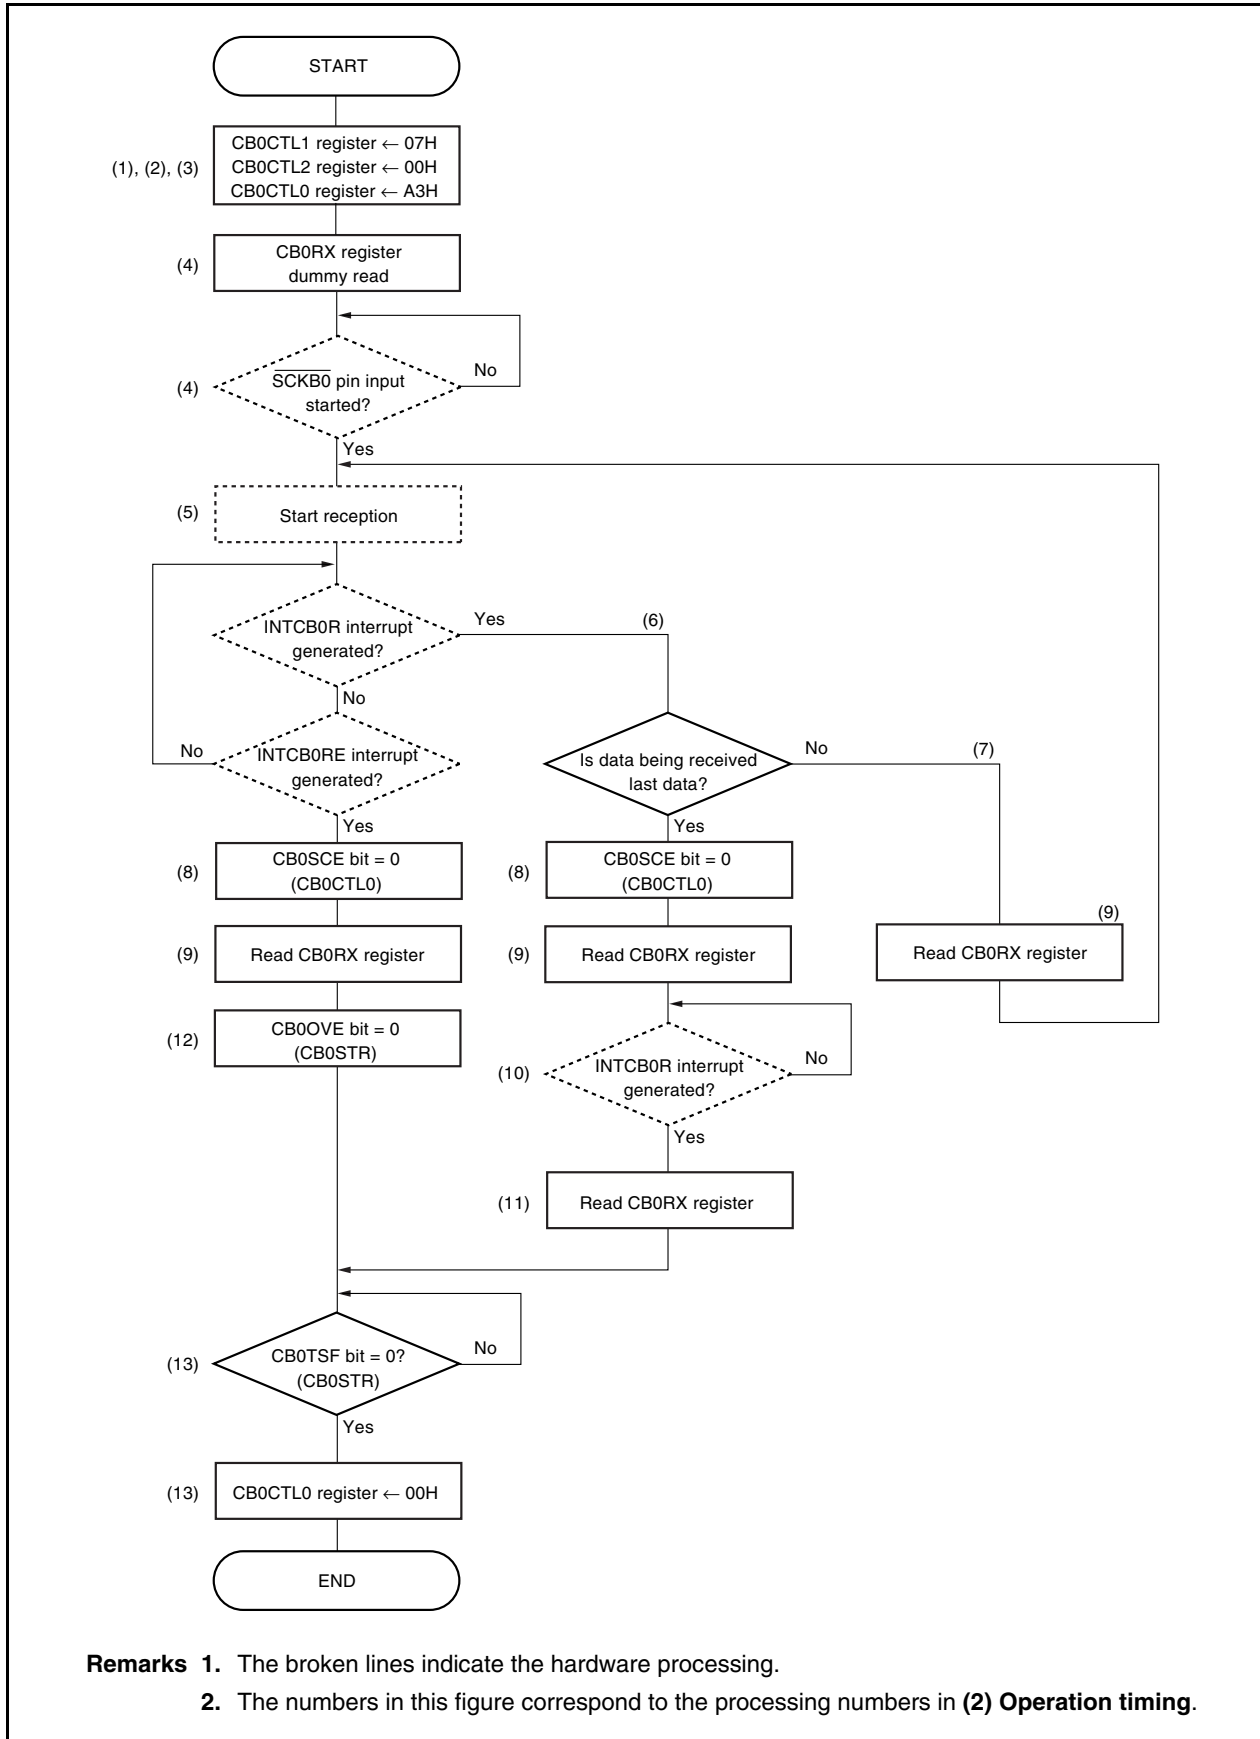 START
(1), (2), (3)
CB0CTL1 register ← 07H
CB0CTL2 register ← 00H
CB0CTL0 register ← A3H
(4)
CB0RX register
dummy read
(4)
SCKB0 pin input
started?
No
Yes
(5)
Start reception
INTCB0R interrupt
generated?
Yes
(6)
No
INTCB0RE interrupt
generated?
No
Yes
Is data being received
last data?
No
(7)
Yes
(8)
CB0SCE bit = 0
(CB0CTL0)
(8)
CB0SCE bit = 0
(CB0CTL0)
(9)
Read CB0RX register
(9)
Read CB0RX register
(9)
Read CB0RX register
(12)
CB0OVE bit = 0
(CB0STR)
(10)
INTCB0R interrupt
generated?
No
Yes
(11)
Read CB0RX register
(13)
CB0TSF bit = 0?
(CB0STR)
No
Yes
(13)
CB0CTL0 register ← 00H
END
Remarks 1. The broken lines indicate the hardware processing.
2. The numbers in this figure correspond to the processing numbers in (2) Operation timing.